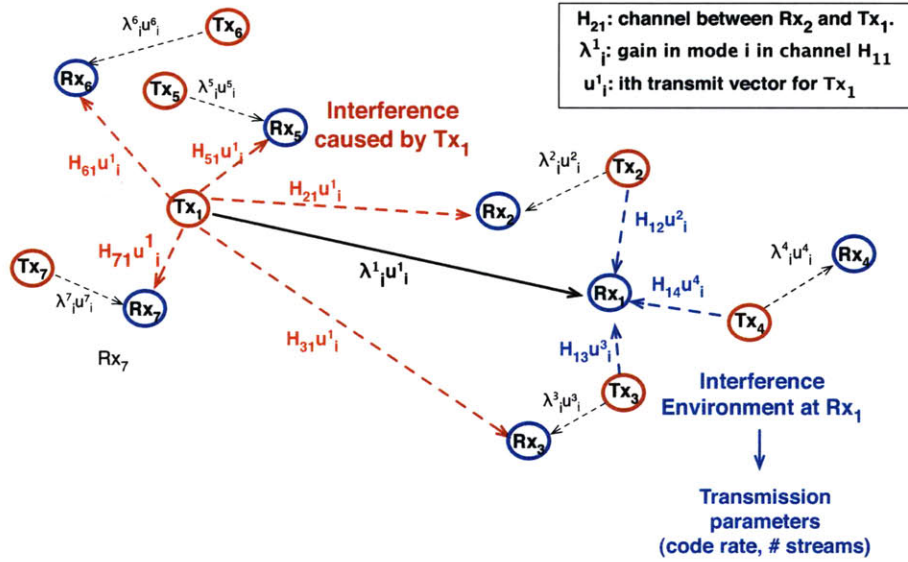 H₂₁: channel between Rx₂ and Tx₁.
λ¹ᵢ: gain in mode i in channel H₁₁
u¹ᵢ: ith transmit vector for Tx₁
λ⁶ᵢu⁶ᵢ
Tx₆
Rx₆
Tx₅
λ⁵ᵢu⁵ᵢ
Rx₅
Interference
caused by Tx₁
H₆₁u¹ᵢ
H₅₁u¹ᵢ
λ²ᵢu²ᵢ
Tx₂
H₂₁u¹ᵢ
Tx₁
Rx₂
H₁₂u²ᵢ
λ⁴ᵢu⁴ᵢ
Rx₄
H₇₁u¹ᵢ
Tx₇
λ¹ᵢu¹ᵢ
Rx₁
H₁₄u⁴ᵢ
λ⁷ᵢu⁷ᵢ
Rx₇
Tx₄
Rx₇
H₃₁u¹ᵢ
H₁₃u³ᵢ
Tx₃
λ³ᵢu³ᵢ
Rx₃
Interference
Environment at Rx₁
Transmission
parameters
(code rate, # streams)